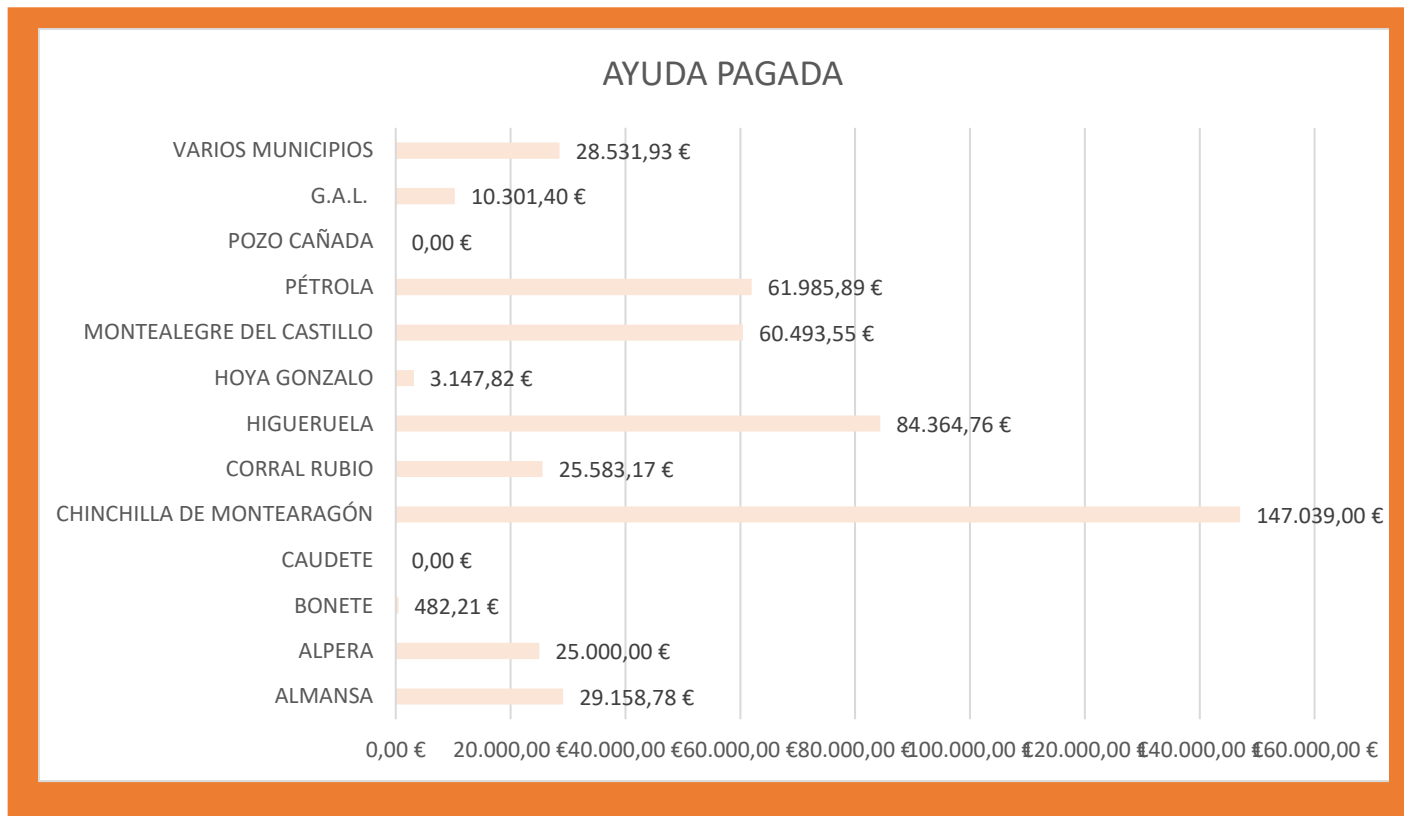 AYUDA PAGADA
VARIOS MUNICIPIOS 28.531,93 €
G.A.L. 10.301,40 €
POZO CAÑADA 0,00 €
PÉTROLA 61.985,89 €
MONTEALEGRE DEL CASTILLO 60.493,55 €
HOYA GONZALO 3.147,82 €
HIGUERUELA 84.364,76 €
CORRAL RUBIO 25.583,17 €
CHINCHILLA DE MONTEARAGÓN 147.039,00 €
CAUDETE 0,00 €
BONETE 482,21 €
ALPERA 25.000,00 €
ALMANSA 29.158,78 €
0,00 € 20.000,00 € 40.000,00 € 60.000,00 € 80.000,00 € 100.000,00 € 120.000,00 € 140.000,00 € 160.000,00 €